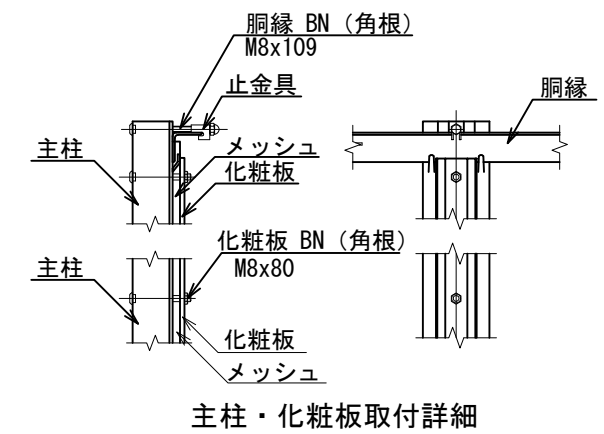 胴縁 BN（角根）
M8x109
止金具
胴縁
主柱
メッシュ
化粧板
化粧板 BN（角根）
M8x80
主柱
化粧板
メッシュ
主柱・化粧板取付詳細